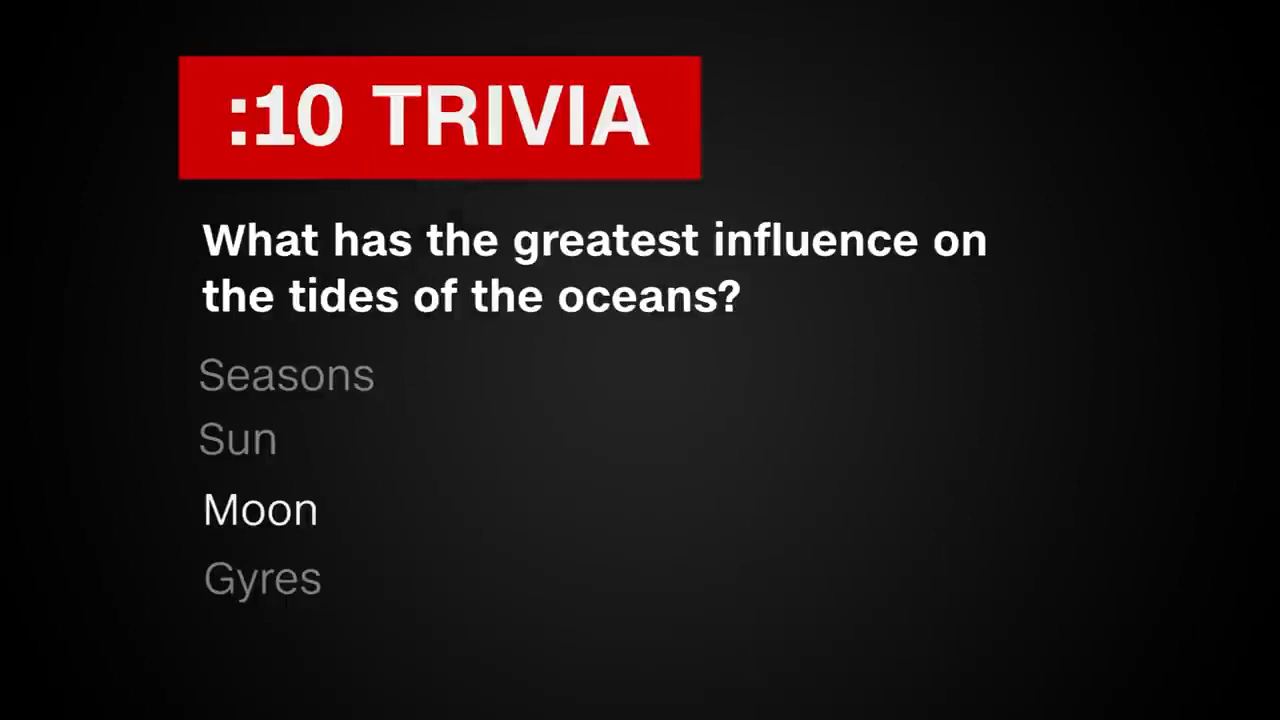 :10 TRIVIA
What has the greatest influence on
the tides of the oceans?
Seasons
Sun
Moon
Gyres